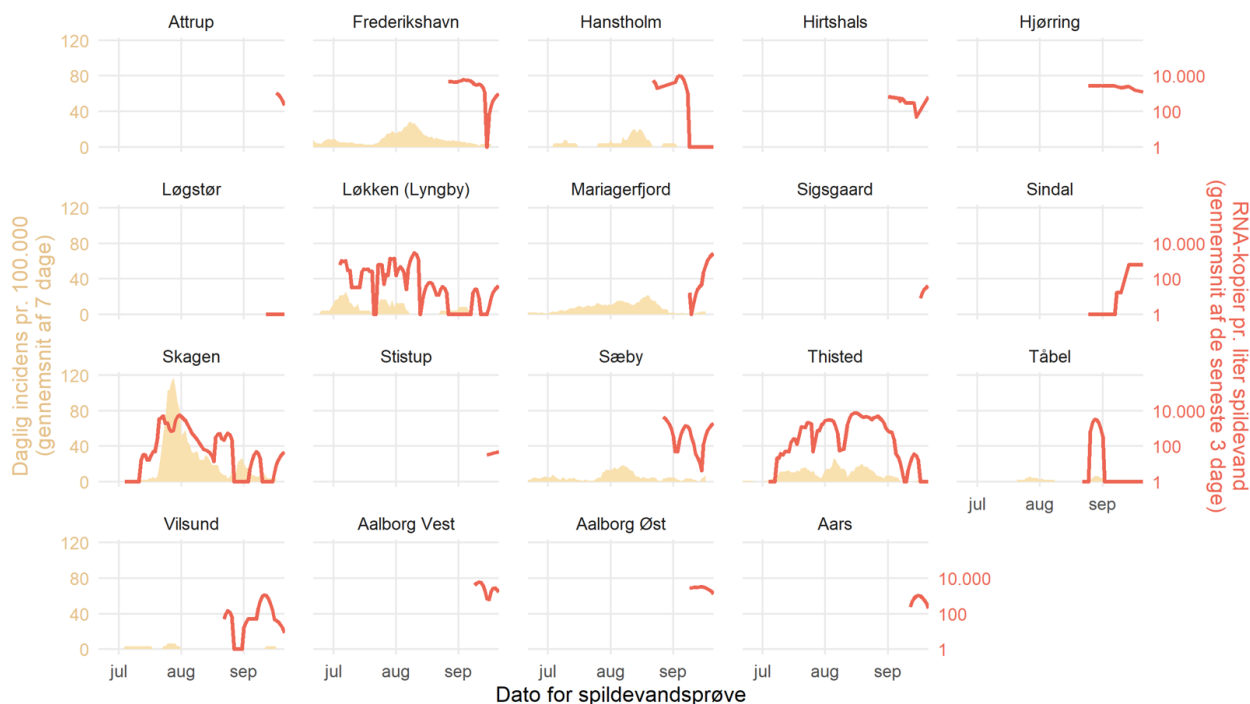 Attrup
Frederikshavn
Hanstholm
Hirtshals
Hjørring
120
80
40
0
10.000
100
1
Løgstør
Løkken (Lyngby)
Mariagerfjord
Sigsgaard
Sindal
120
80
40
0
10.000
100
1
Daglig incidens pr. 100.000
(gennemsnit af 7 dage)
RNA-kopier pr. liter spildevand
(gennemsnit af de seneste 3 dage)
Skagen
Stistup
Sæby
Thisted
Tåbel
120
80
40
0
10.000
100
1
jul aug sep
Vilsund
Aalborg Vest
Aalborg Øst
Aars
120
80
40
0
10.000
100
1
jul aug sep
jul aug sep
jul aug sep
jul aug sep
Dato for spildevandsprøve